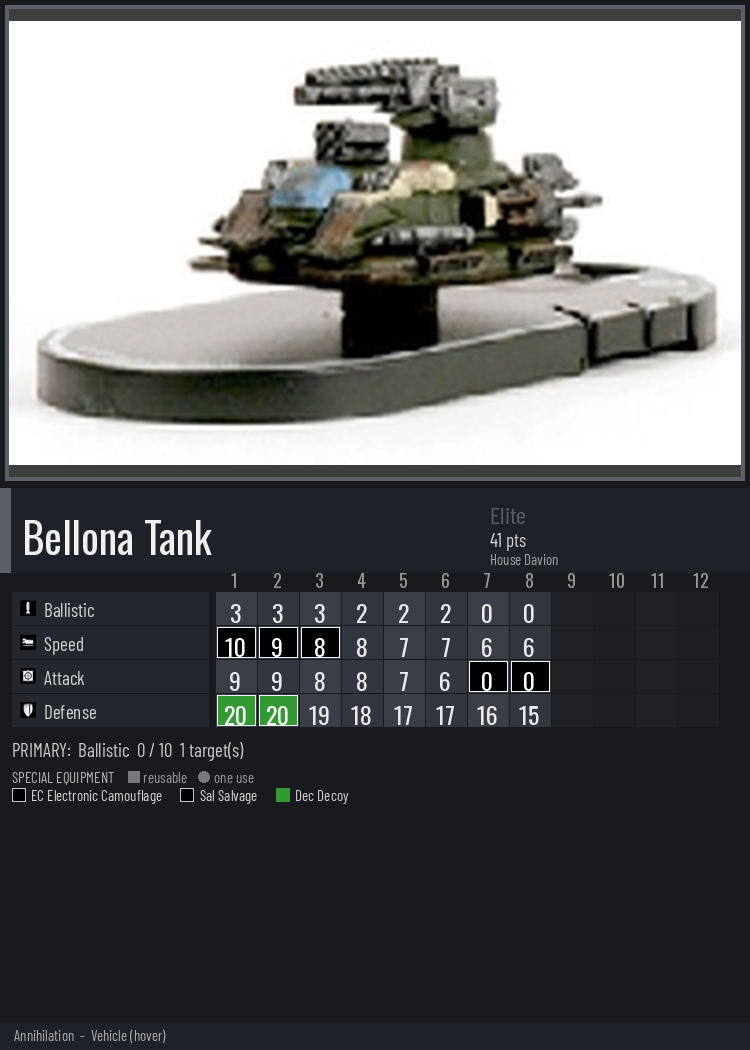 Bellona Tank
Elite
41 pts
House Davion
1 2 3 4 5 6 7 8 9 10 11 12
Ballistic 3 3 3 2 2 2 0 0
Speed 10 9 8 8 7 7 6 6
Attack 9 9 8 8 7 6 0 0
Defense 20 20 19 18 17 17 16 15
PRIMARY: Ballistic 0 / 10 1 target(s)
SPECIAL EQUIPMENT reusable one use
EC Electronic Camouflage Sal Salvage Dec Decoy
Annihilation - Vehicle (hover)